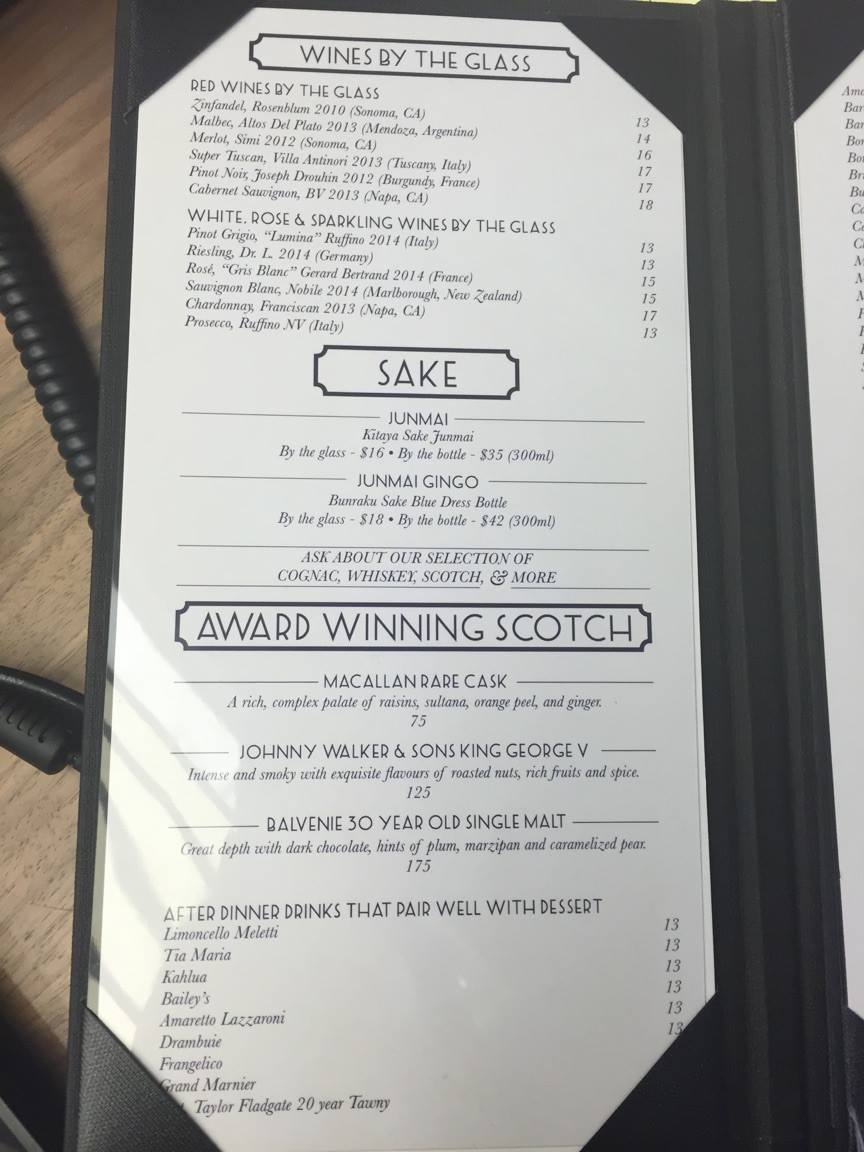 WINES BY THE GLASS
RED WINES BY THE GLASS
Zinfandel, Rosenblum 2010 (Sonoma, CA) 13
Malbec, Altos Del Plato 2013 (Mendoza, Argentina) 14
Merlot, Simi 2012 (Sonoma, CA) 16
Super Tuscan, Villa Antinori 2013 (Tuscany, Italy) 17
Pinot Noir, Joseph Drouhin 2012 (Burgundy, France) 17
Cabernet Sauvignon, BV 2013 (Napa, CA) 18
WHITE, ROSE & SPARKLING WINES BY THE GLASS
Pinot Grigio, “Lumina” Ruffino 2014 (Italy) 13
Riesling, Dr. L. 2014 (Germany) 13
Rosé, “Gris Blanc” Gerard Bertrand 2014 (France) 15
Sauvignon Blanc, Nobile 2014 (Marlborough, New Zealand) 15
Chardonnay, Franciscan 2013 (Napa, CA) 17
Prosecco, Ruffino NV (Italy) 13
SAKE
JUNMAI
Kitaya Sake Junmai
By the glass - $16 • By the bottle - $35 (300ml)
JUNMAI GINGO
Bunraku Sake Blue Dress Bottle
By the glass - $18 • By the bottle - $42 (300ml)
ASK ABOUT OUR SELECTION OF
COGNAC, WHISKEY, SCOTCH, & MORE
AWARD WINNING SCOTCH
MACALLAN RARE CASK
A rich, complex palate of raisins, sultana, orange peel, and ginger.
75
JOHNNY WALKER & SONS KING GEORGE V
Intense and smoky with exquisite flavours of roasted nuts, rich fruits and spice.
125
BALVENIE 30 YEAR OLD SINGLE MALT
Great depth with dark chocolate, hints of plum, marzipan and caramelized pear.
175
AFTER DINNER DRINKS THAT PAIR WELL WITH DESSERT
Limoncello Meletti 13
Tia Maria 13
Kahlua 13
Bailey’s 13
Amaretto Lazzaroni 13
Drambuie 13
Frangelico
Grand Marnier
Taylor Fladgate 20 year Tawny